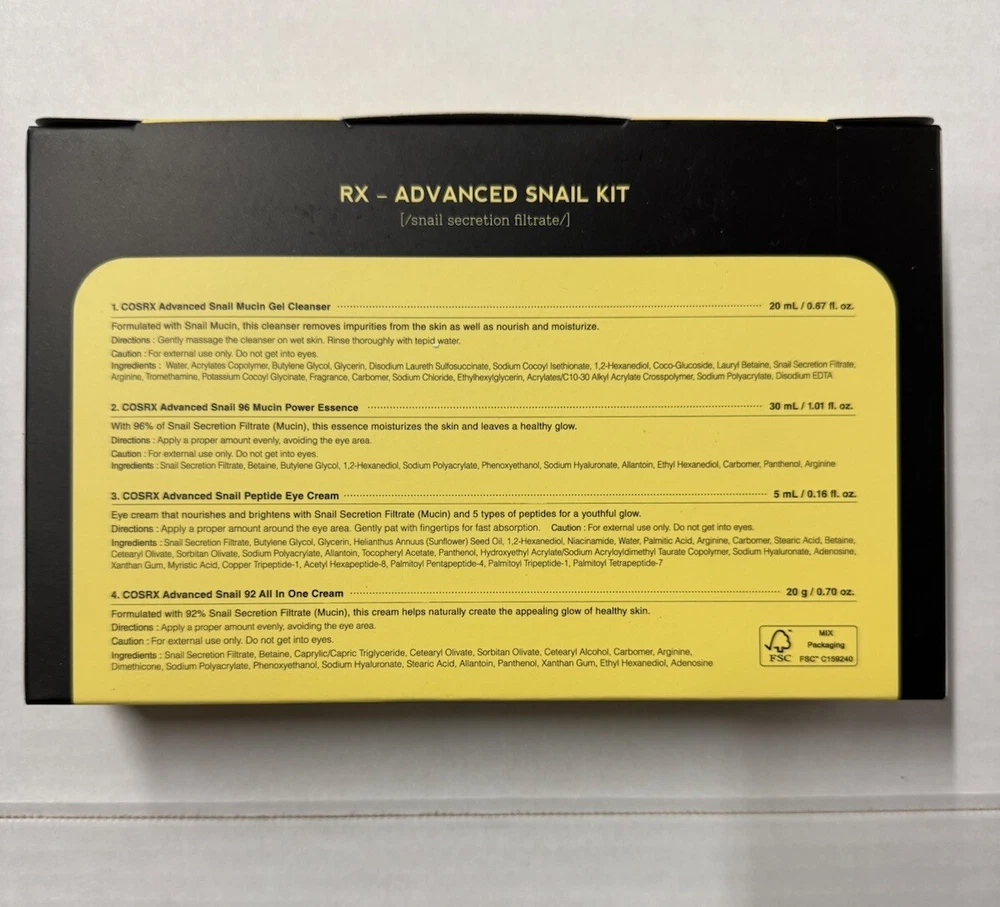 RX – ADVANCED SNAIL KIT
[/snail secretion filtrate/]
1. COSRX Advanced Snail Mucin Gel Cleanser 20 mL / 0.67 fl. oz.
Formulated with Snail Mucin, this cleanser removes impurities from the skin as well as nourish and moisturize.
Directions : Gently massage the cleanser on wet skin. Rinse thoroughly with tepid water.
Caution : For external use only. Do not get into eyes.
Ingredients : Water, Acrylates Copolymer, Butylene Glycol, Glycerin, Disodium Laureth Sulfosuccinate, Sodium Cocoyl Isethionate, 1,2-Hexanediol, Coco-Glucoside, Lauryl Betaine, Snail Secretion Filtrate,
Arginine, Tromethamine, Potassium Cocoyl Glycinate, Fragrance, Carbomer, Sodium Chloride, Ethylhexylglycerin, Acrylates/C10-30 Alkyl Acrylate Crosspolymer, Sodium Polyacrylate, Disodium EDTA
2. COSRX Advanced Snail 96 Mucin Power Essence 30 mL / 1.01 fl. oz.
With 96% of Snail Secretion Filtrate (Mucin), this essence moisturizes the skin and leaves a healthy glow.
Directions : Apply a proper amount evenly, avoiding the eye area.
Caution : For external use only. Do not get into eyes.
Ingredients : Snail Secretion Filtrate, Betaine, Butylene Glycol, 1,2-Hexanediol, Sodium Polyacrylate, Phenoxyethanol, Sodium Hyaluronate, Allantoin, Ethyl Hexanediol, Carbomer, Panthenol, Arginine
3. COSRX Advanced Snail Peptide Eye Cream 5 mL / 0.16 fl. oz.
Eye cream that nourishes and brightens with Snail Secretion Filtrate (Mucin) and 5 types of peptides for a youthful glow.
Directions : Apply a proper amount around the eye area. Gently pat with fingertips for fast absorption. Caution : For external use only. Do not get into eyes.
Ingredients : Snail Secretion Filtrate, Butylene Glycol, Glycerin, Helianthus Annuus (Sunflower) Seed Oil, 1,2-Hexanediol, Niacinamide, Water, Palmitic Acid, Arginine, Carbomer, Stearic Acid, Betaine,
Cetearyl Olivate, Sorbitan Olivate, Sodium Polyacrylate, Allantoin, Tocopheryl Acetate, Panthenol, Hydroxyethyl Acrylate/Sodium Acryloyldimethyl Taurate Copolymer, Sodium Hyaluronate, Adenosine,
Xanthan Gum, Myristic Acid, Copper Tripeptide-1, Acetyl Hexapeptide-8, Palmitoyl Pentapeptide-4, Palmitoyl Tripeptide-1, Palmitoyl Tetrapeptide-7
4. COSRX Advanced Snail 92 All In One Cream 20 g / 0.70 oz.
Formulated with 92% Snail Secretion Filtrate (Mucin), this cream helps naturally create the appealing glow of healthy skin.
Directions : Apply a proper amount evenly, avoiding the eye area.
Caution : For external use only. Do not get into eyes.
Ingredients : Snail Secretion Filtrate, Betaine, Caprylic/Capric Triglyceride, Cetearyl Olivate, Sorbitan Olivate, Cetearyl Alcohol, Carbomer, Arginine,
Dimethicone, Sodium Polyacrylate, Phenoxyethanol, Sodium Hyaluronate, Stearic Acid, Allantoin, Panthenol, Xanthan Gum, Ethyl Hexanediol, Adenosine
MIX
Packaging
FSC FSC™ C159240